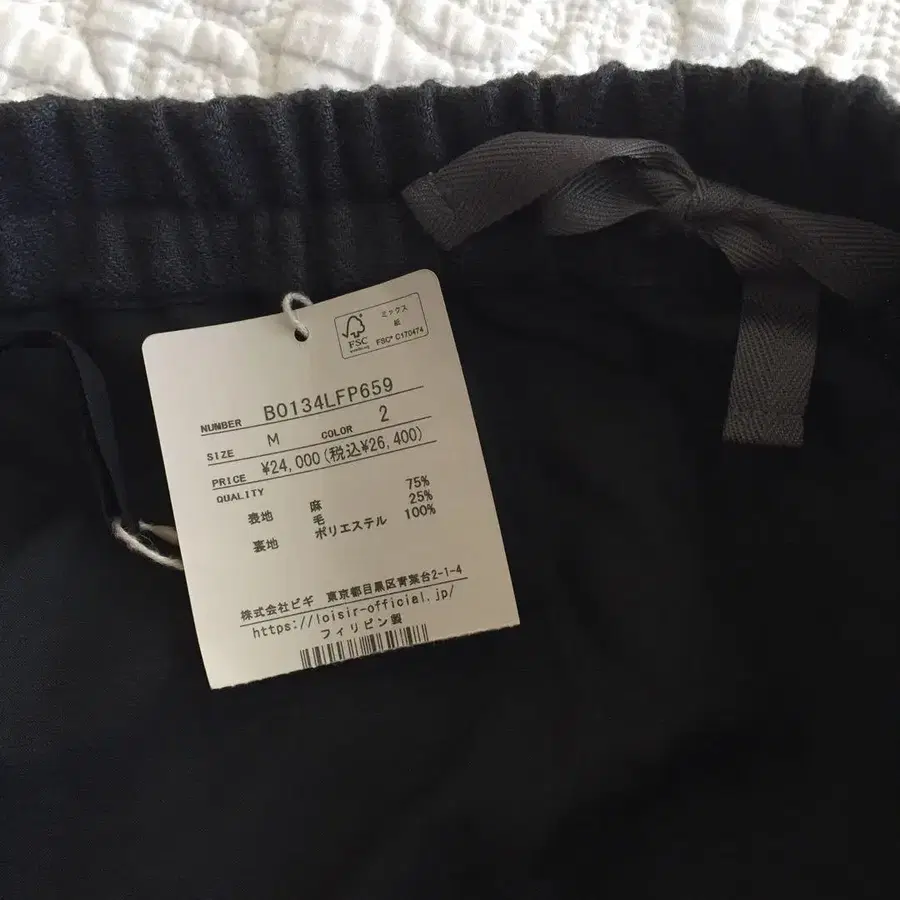 FSC
ミックス
紙
FSC® C170474
NUMBER B0134LFP659
SIZE M COLOR 2
PRICE ¥24,000(税込¥26,400)
QUALITY
表地 麻 75%
毛 25%
裏地 ポリエステル 100%
株式会社ビギ 東京都目黒区青葉台2-1-4
https://loisir-official.jp/
フィリピン製